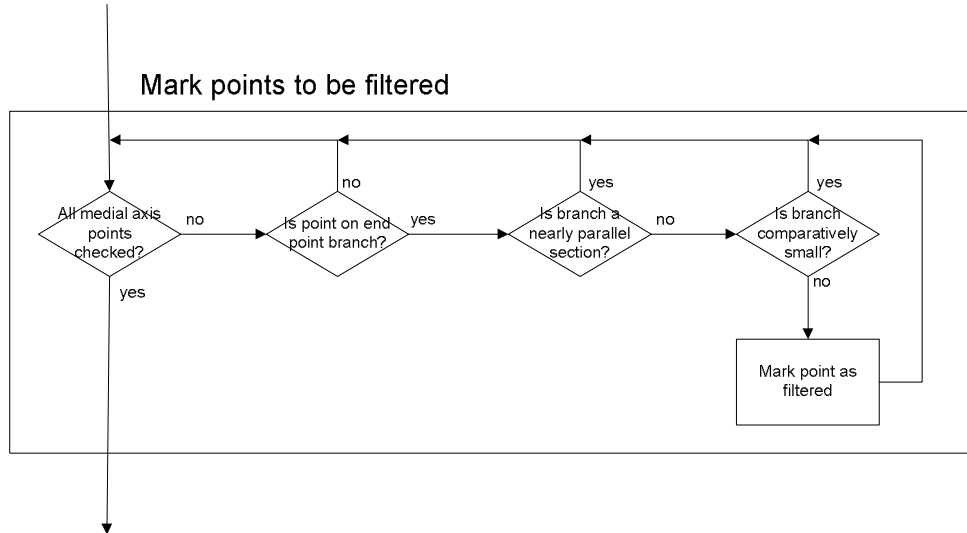 Mark points to be filtered
All medial axis
points
checked?
no
yes
Is point on end
point branch?
no
yes
Is branch a
nearly parallel
section?
yes
no
Is branch
comparatively
small?
yes
no
Mark point as
filtered